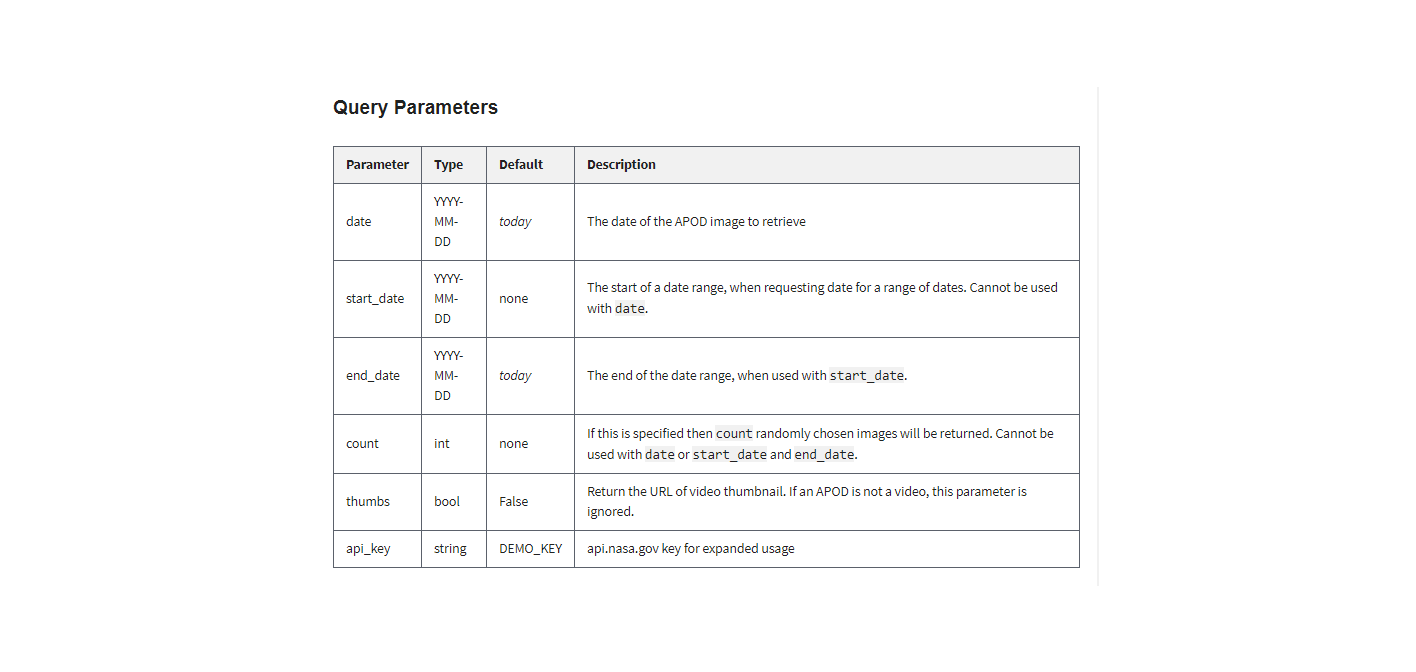 Query Parameters
Parameter Type Default Description
date YYYY-MM-DD today The date of the APOD image to retrieve
start_date YYYY-MM-DD none The start of a date range, when requesting date for a range of dates. Cannot be used
with date.
end_date YYYY-MM-DD today The end of the date range, when used with start_date.
count int none If this is specified then count randomly chosen images will be returned. Cannot be
used with date or start_date and end_date.
thumbs bool False Return the URL of video thumbnail. If an APOD is not a video, this parameter is
ignored.
api_key string DEMO_KEY api.nasa.gov key for expanded usage